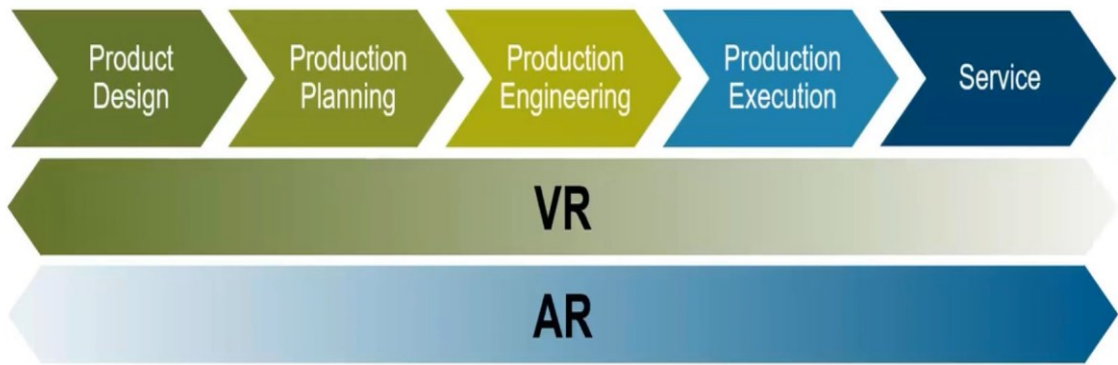 Product
Design
Production
Planning
Production
Engineering
Production
Execution
Service
VR
AR